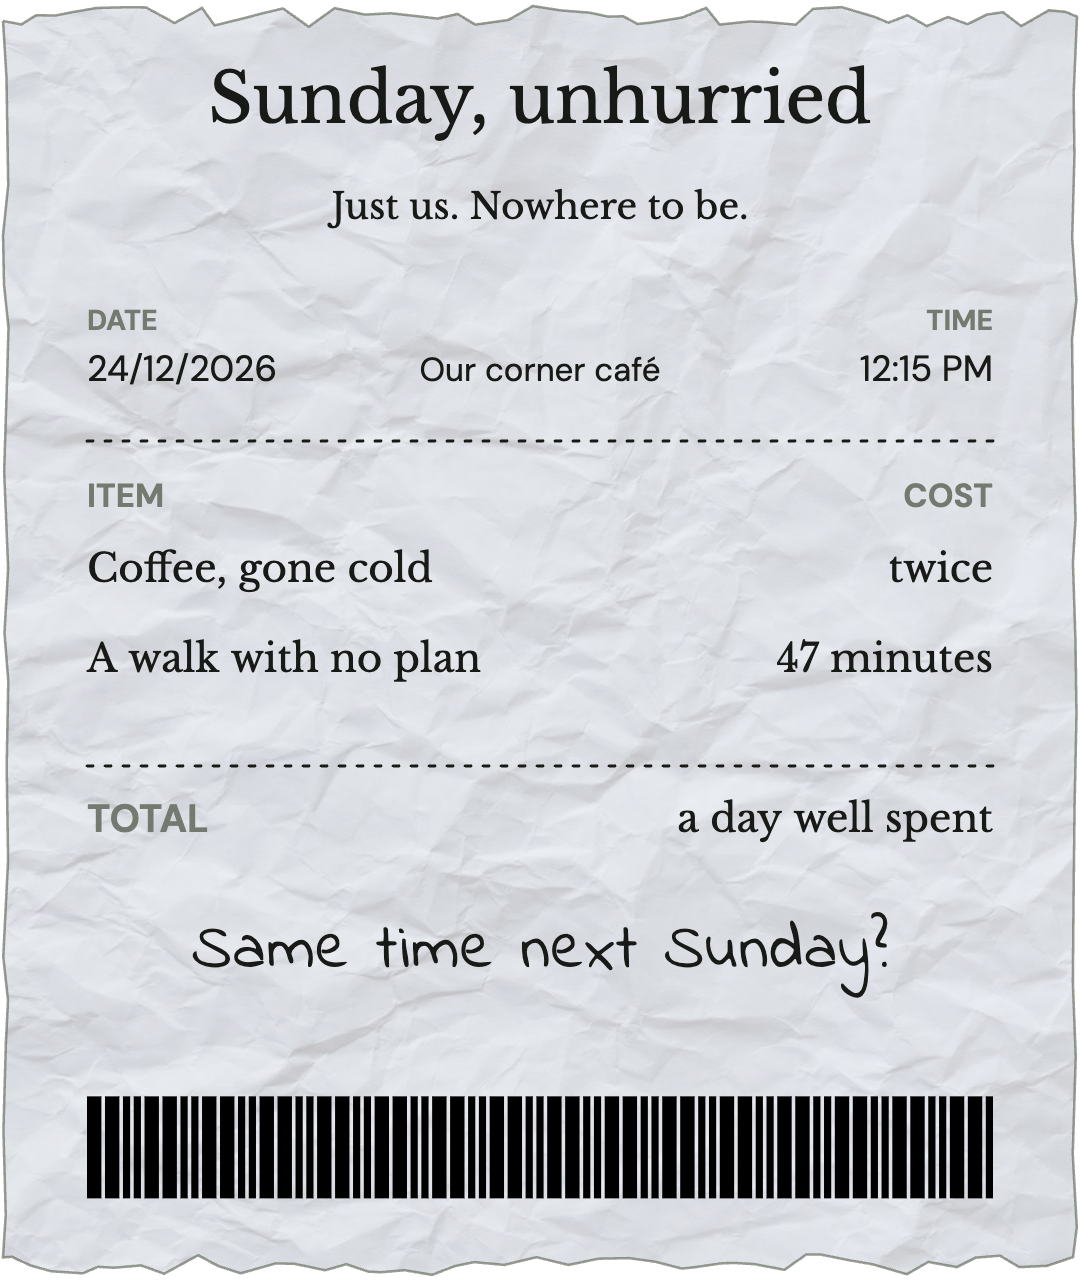 Sunday, unhurried
Just us. Nowhere to be.
DATE TIME
24/12/2026 Our corner café 12:15 PM
ITEM COST
Coffee, gone cold twice
A walk with no plan 47 minutes
TOTAL a day well spent
Same time next Sunday?